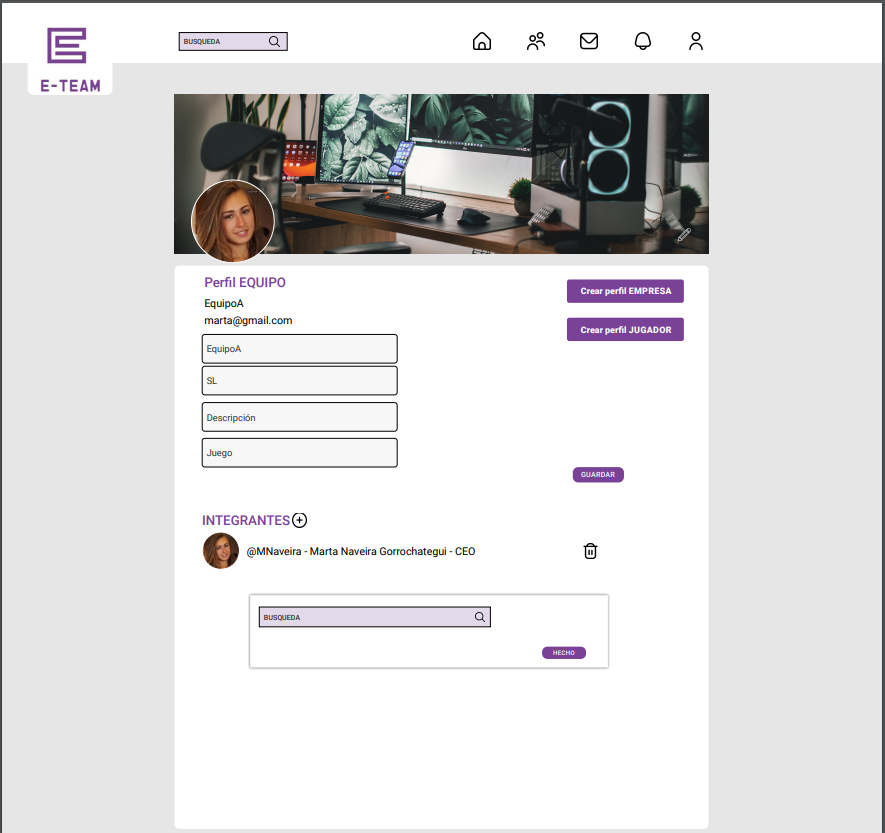 BUSQUEDA
E-TEAM
Perfil EQUIPO
Crear perfil EMPRESA
EquipoA
marta@gmail.com
Crear perfil JUGADOR
EquipoA
SL
Descripción
Juego
GUARDAR
INTEGRANTES
@MNaveira - Marta Naveira Gorrochategui - CEO
BUSQUEDA
HECHO